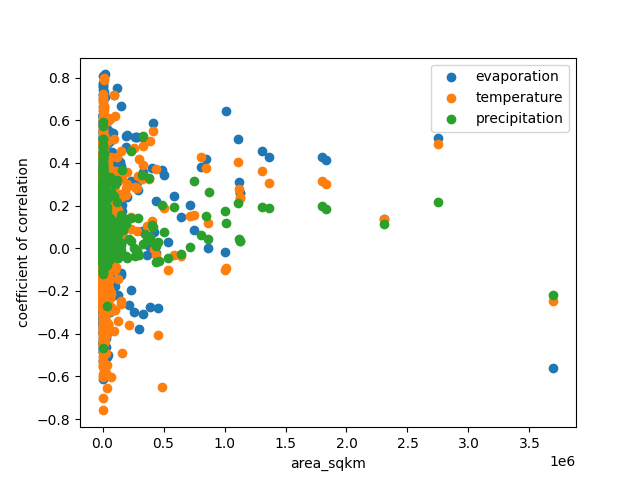 evaporation
temperature
precipitation
0.8
0.6
0.4
0.2
0.0
−0.2
−0.4
−0.6
−0.8
coefficient of correlation
0.0 0.5 1.0 1.5 2.0 2.5 3.0 3.5
1e6
area_sqkm